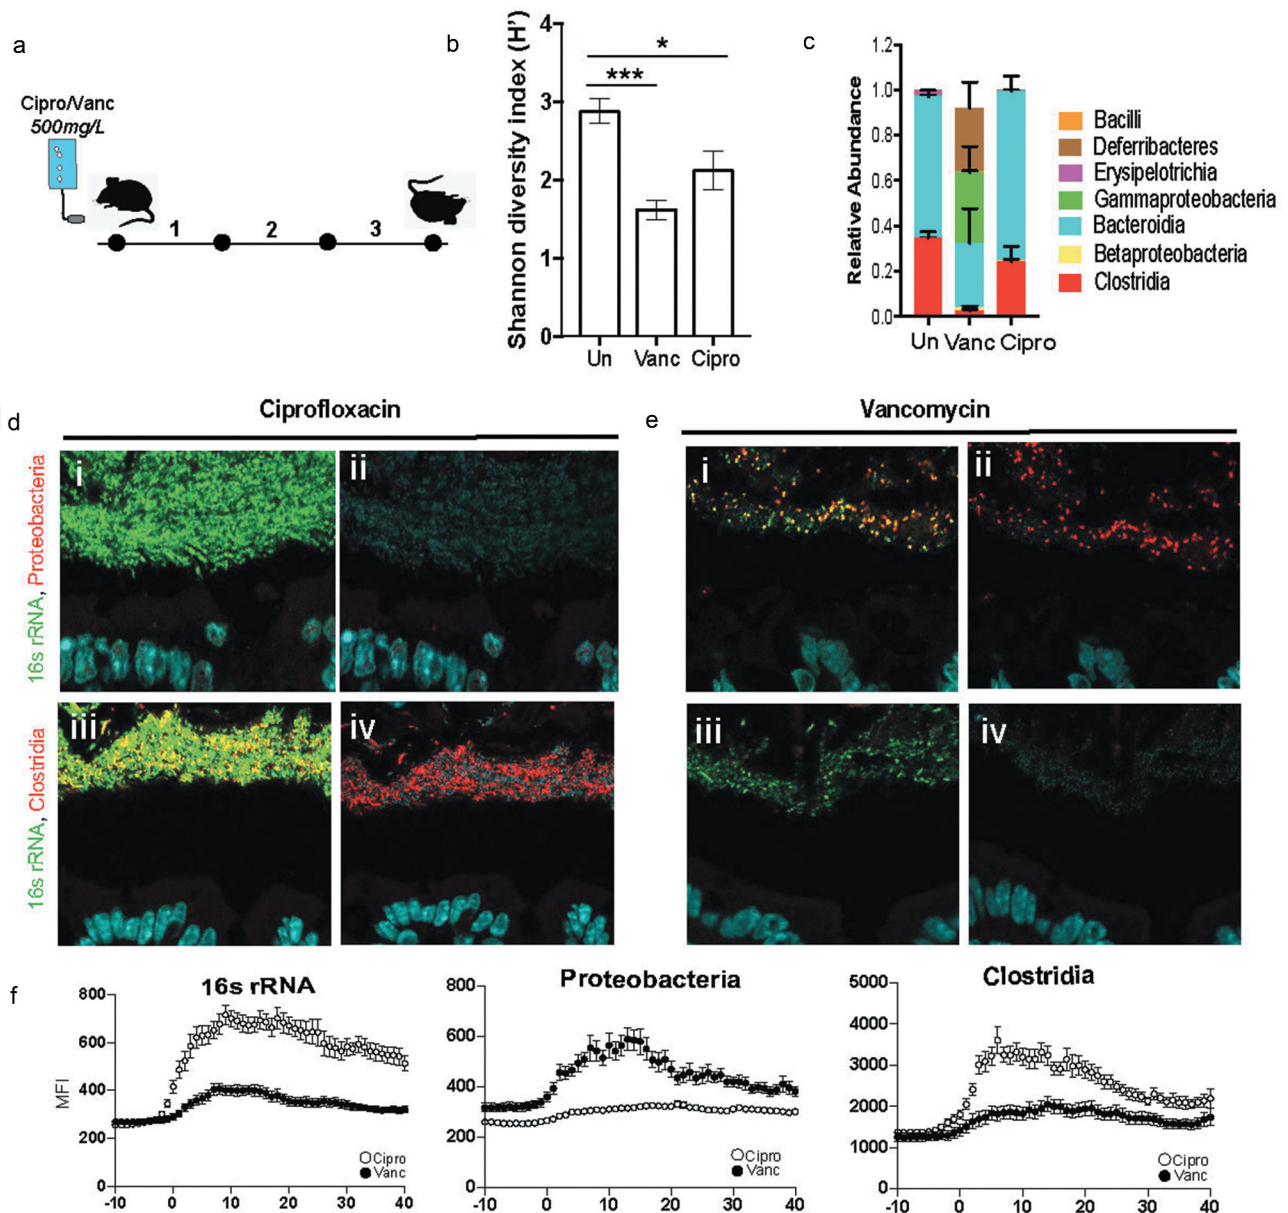 a
Cipro/Vanc
500mg/L
1
2
3
b
Shannon diversity index (H')
4
3
2
1
0
*
***
Un
Vanc
Cipro
c
Relative Abundance
1.2
1.0
0.8
0.6
0.4
0.2
0.0
Un Vanc Cipro
Bacilli
Deferribacteres
Erysipelotrichia
Gammaproteobacteria
Bacteroidia
Betaproteobacteria
Clostridia
d
Ciprofloxacin
16s rRNA, Proteobacteria
i
ii
16s rRNA, Clostridia
iii
iv
e
Vancomycin
i
ii
iii
iv
f
16s rRNA
MFI
800
600
400
200
0
-10 0 10 20 30 40
Cipro
Vanc
Proteobacteria
800
600
400
200
0
-10 0 10 20 30 40
Cipro
Vanc
Clostridia
5000
4000
3000
2000
1000
0
-10 0 10 20 30 40
Cipro
Vanc